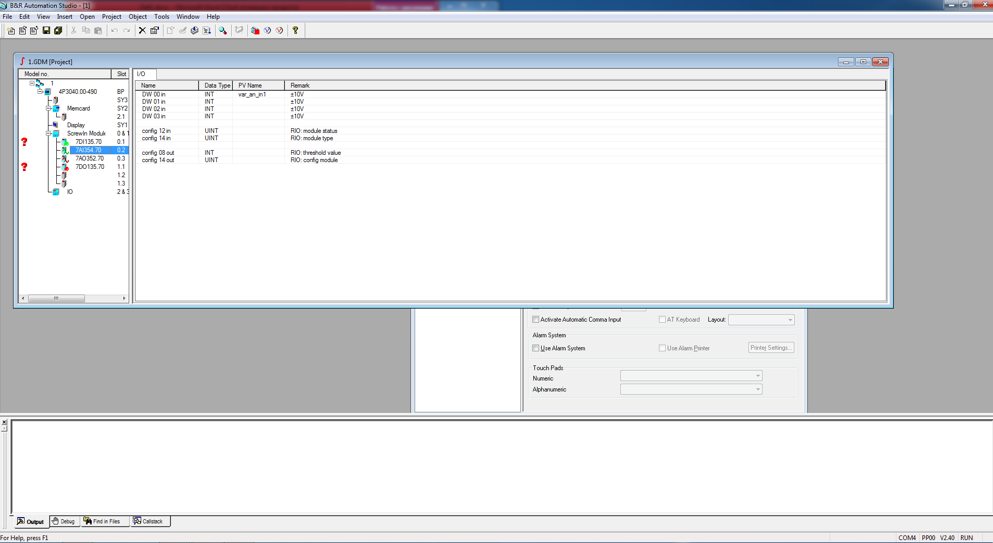 B&R Automation Studio - [1]
File Edit View Insert Open Project Object Tools Window Help
1.GDM [Project]
Model no. Slot
1
4P3040.00-490 BP
SY3
Memcard SY2
2.1
Display SY1
ScrewIn Module 0 & 1
7DI135.70 0.1
7AI354.70 0.2
7AO352.70 0.3
7DO135.70 1.1
1.2
1.3
IO 2 & 3
I/O
Name Data Type PV Name Remark
DW 00 in INT var_an_in1 ±10V
DW 01 in INT ±10V
DW 02 in INT ±10V
DW 03 in INT ±10V
config 12 in UINT RIO: module status
config 14 in UINT RIO: module type
config 08 out INT RIO: threshold value
config 14 out UINT RIO: config module
Activate Automatic Comma Input AT Keyboard Layout:
Alarm System
Use Alarm System Use Alarm Printer Printer Settings...
Touch Pads
Numeric
Alphanumeric
Output Debug Find in Files Callstack
For Help, press F1 COM4 PP00 V2.40 RUN